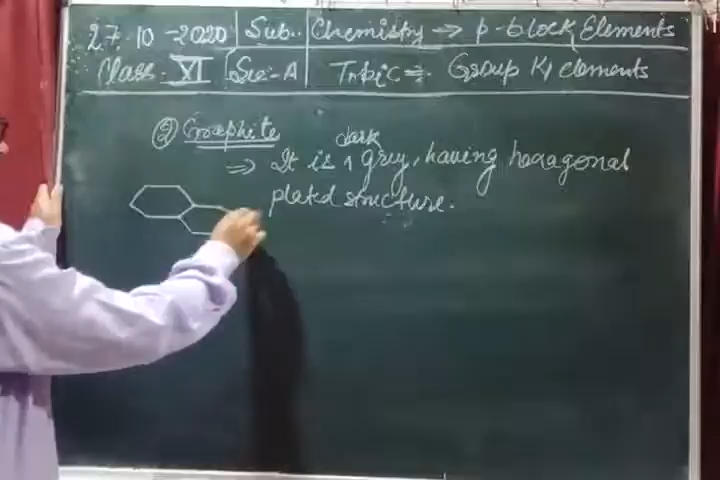 27.10-2020 Sub.. Chemistry → p-block Elements
Class- XI Sec-A Topic ⇒ Group 14 elements
② Graphite
dark
⇒ It is ^ grey, having hexagonal
plated structure.